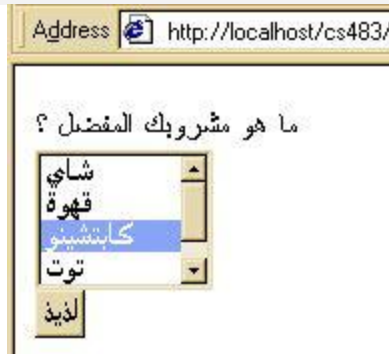 Address http://localhost/cs483/
ما هو مشروبك المفضل ؟
شاي
قهوة
كابتشينو
توت
لذيذ